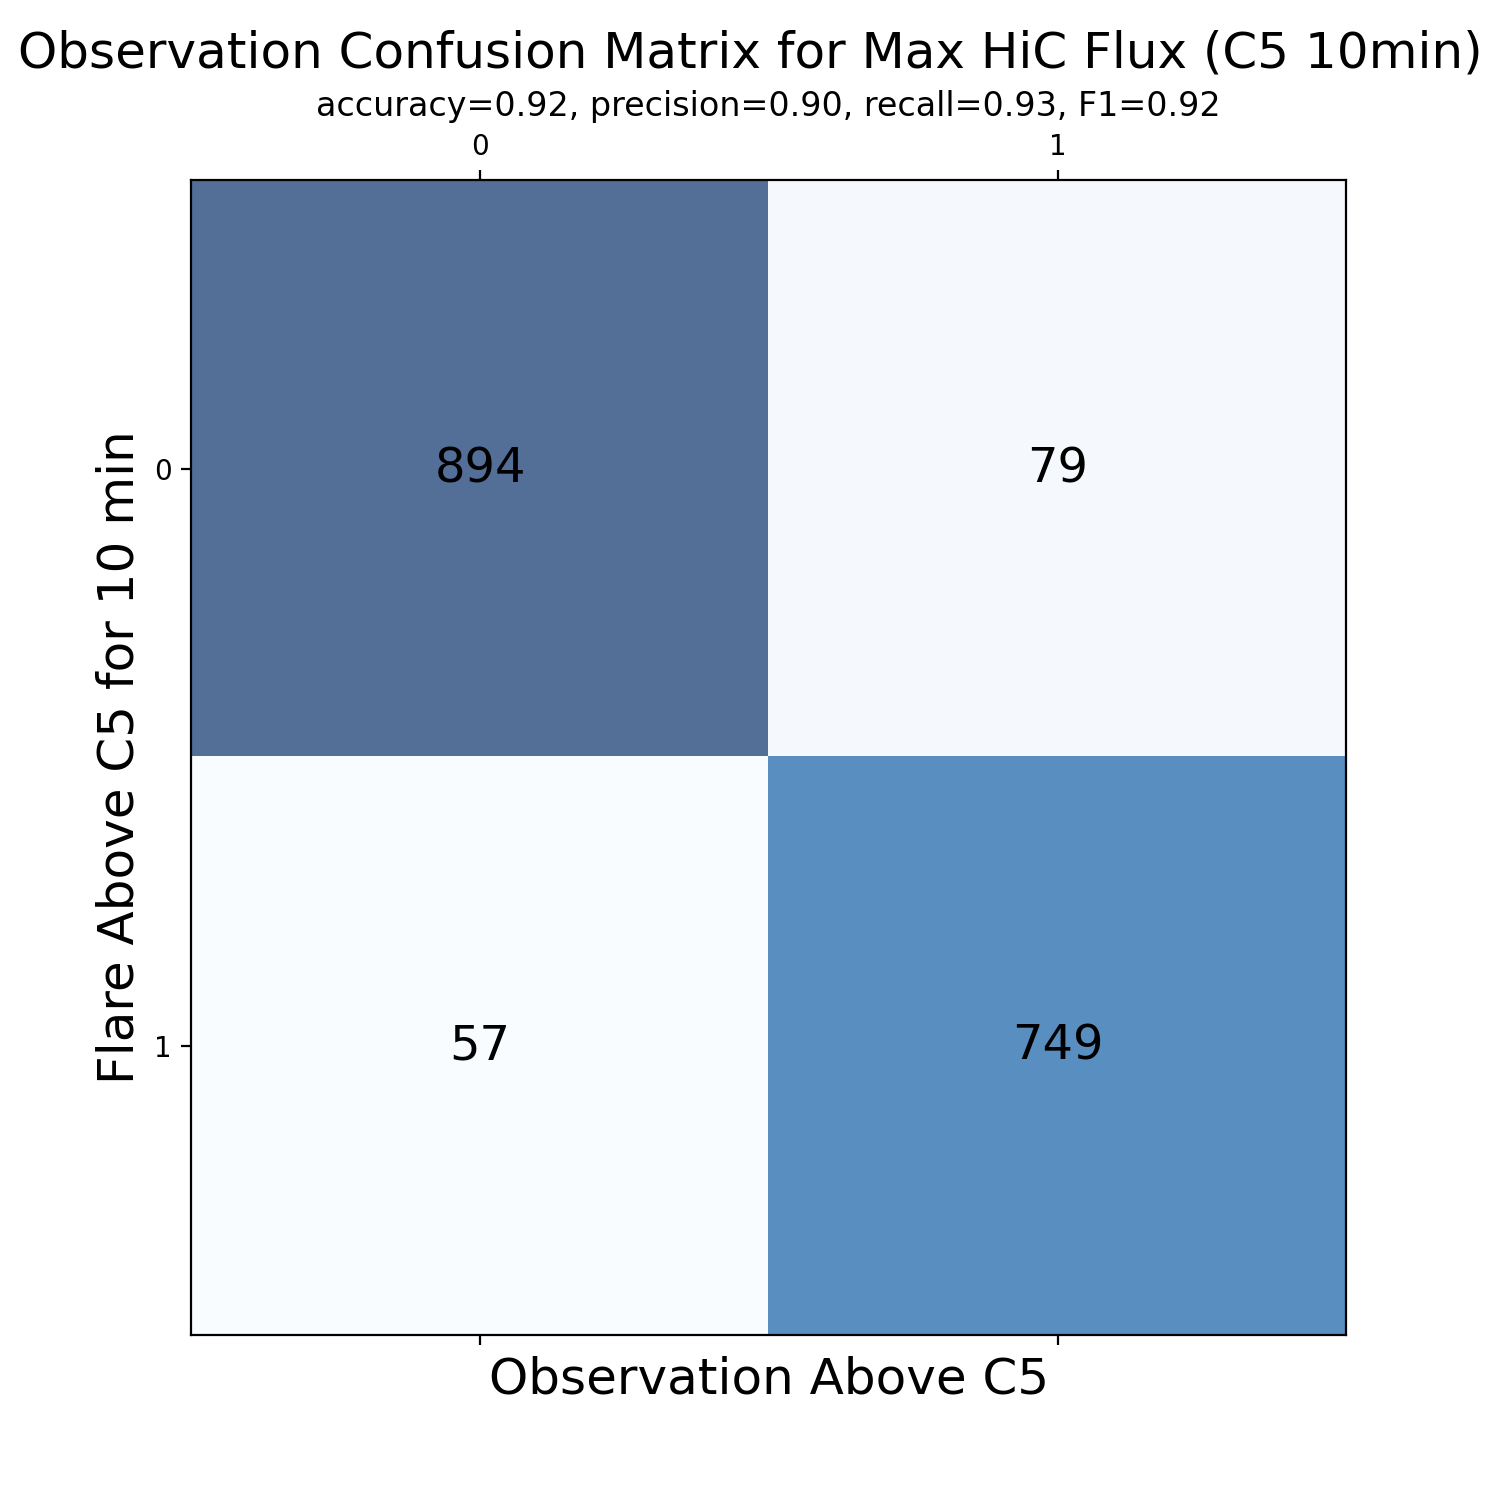 Observation Confusion Matrix for Max HiC Flux (C5 10min)
accuracy=0.92, precision=0.90, recall=0.93, F1=0.92
0 1
Flare Above C5 for 10 min
0 894 79
1 57 749
Observation Above C5